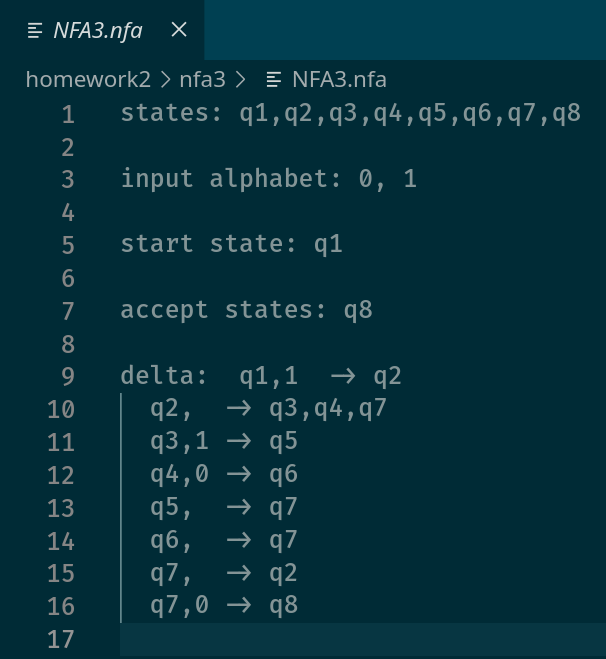 NFA3.nfa
homework2 > nfa3 > NFA3.nfa
1 states: q1,q2,q3,q4,q5,q6,q7,q8
2
3 input alphabet: 0, 1
4
5 start state: q1
6
7 accept states: q8
8
9 delta:  q1,1  -> q2
10   q2,  -> q3,q4,q7
11   q3,1 -> q5
12   q4,0 -> q6
13   q5,  -> q7
14   q6,  -> q7
15   q7,  -> q2
16   q7,0 -> q8
17